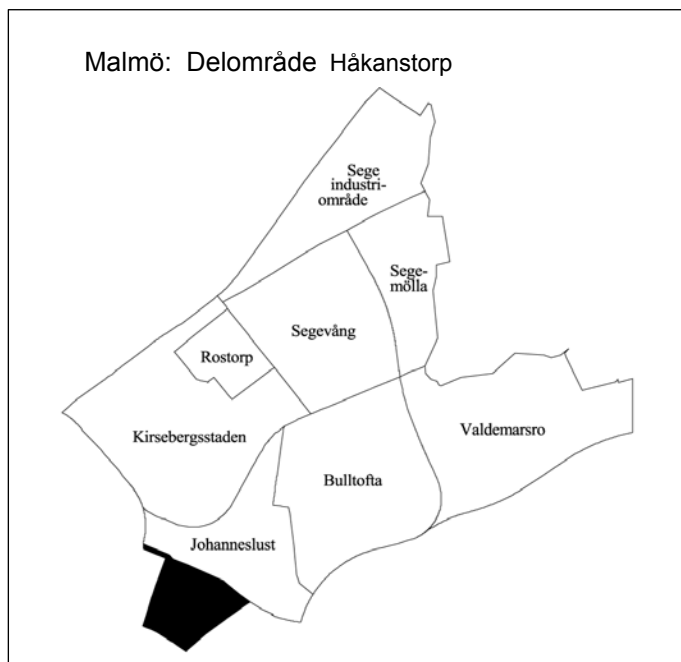 Malmö: Delområde Håkanstorp
Sege
industri-
område
Sege-
mölla
Segevång
Rostorp
Kirsebergsstaden
Valdemarsro
Bulltofta
Johanneslust